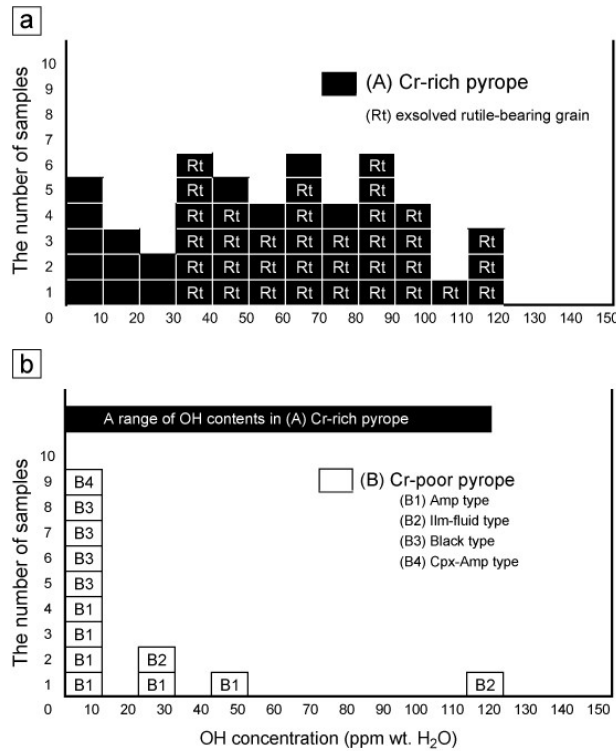 a
The number of samples
10
9
8
7
6 Rt Rt
5 Rt Rt Rt
4 Rt Rt Rt Rt Rt
3 Rt Rt Rt Rt Rt Rt Rt Rt
2 Rt Rt Rt Rt Rt Rt Rt Rt
1 Rt Rt Rt Rt Rt Rt Rt Rt Rt
0 10 20 30 40 50 60 70 80 90 100 110 120 130 140 150
(A) Cr-rich pyrope
(Rt) exsolved rutile-bearing grain
b
A range of OH contents in (A) Cr-rich pyrope
The number of samples
10
9 B4
8 B3
7 B3
6 B3
5 B3
4 B1
3 B1
2 B1 B2
1 B1 B1 B1 B2
0 10 20 30 40 50 60 70 80 90 100 110 120 130 140 150
(B) Cr-poor pyrope
(B1) Amp type
(B2) Ilm-fluid type
(B3) Black type
(B4) Cpx-Amp type
OH concentration (ppm wt. H₂O)